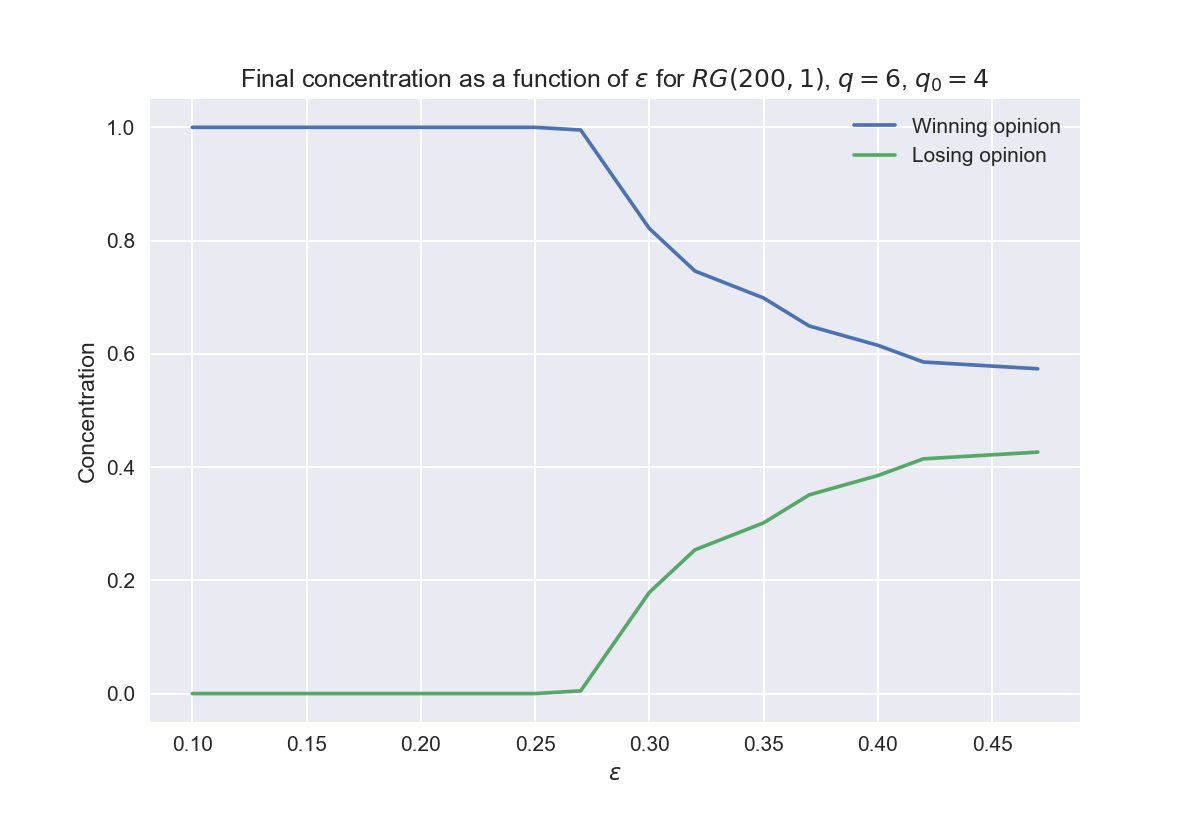 Final concentration as a function of ε for RG(200, 1), q = 6, q₀ = 4
Winning opinion
Losing opinion
1.0
0.8
0.6
0.4
0.2
0.0
Concentration
0.10 0.15 0.20 0.25 0.30 0.35 0.40 0.45
ε